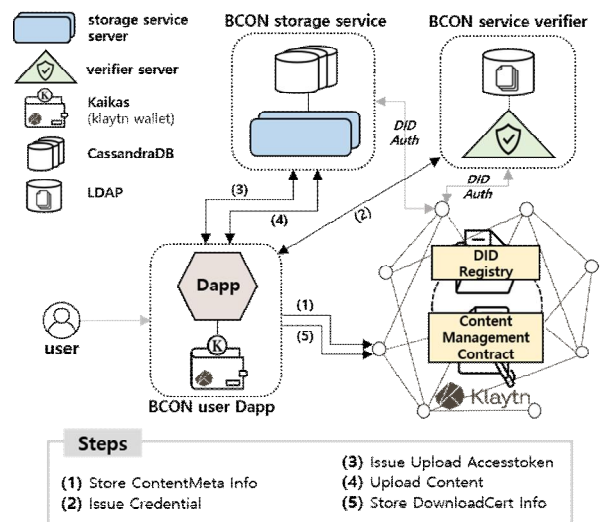 storage service
server
verifier server
Kaikas
(klaytn wallet)
CassandraDB
LDAP
BCON storage service
BCON service verifier
DID
Auth
DID
Auth
(3)
(4)
(2)
Dapp
(1)
(5)
user
K
K
BCON user Dapp
DID
Registry
Content
Management
Contract
Klaytn
Steps
(1) Store ContentMeta Info
(2) Issue Credential
(3) Issue Upload Accesstoken
(4) Upload Content
(5) Store DownloadCert Info